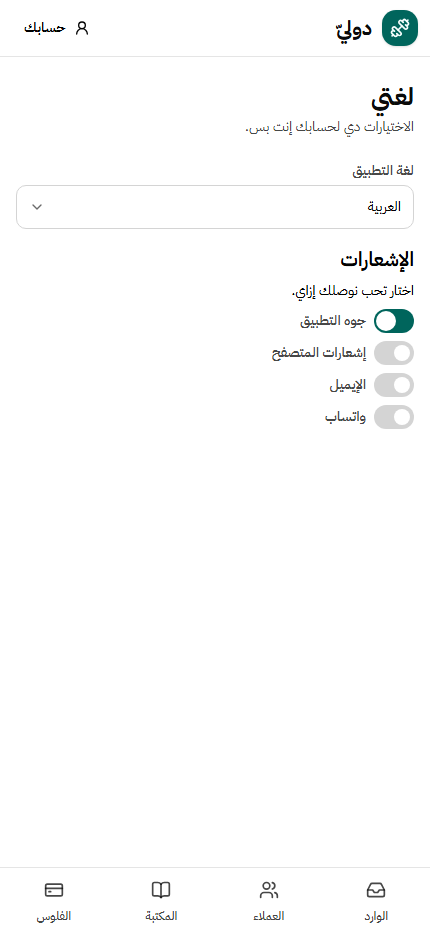 دوليّ
حسابك
لغتي
الاختيارات دي لحسابك إنت بس.
لغة التطبيق
العربية
الإشعارات
اختار تحب نوصلك إزاي.
جوه التطبيق
إشعارات المتصفح
الإيميل
واتساب
الوارد
العملاء
المكتبة
الفلوس